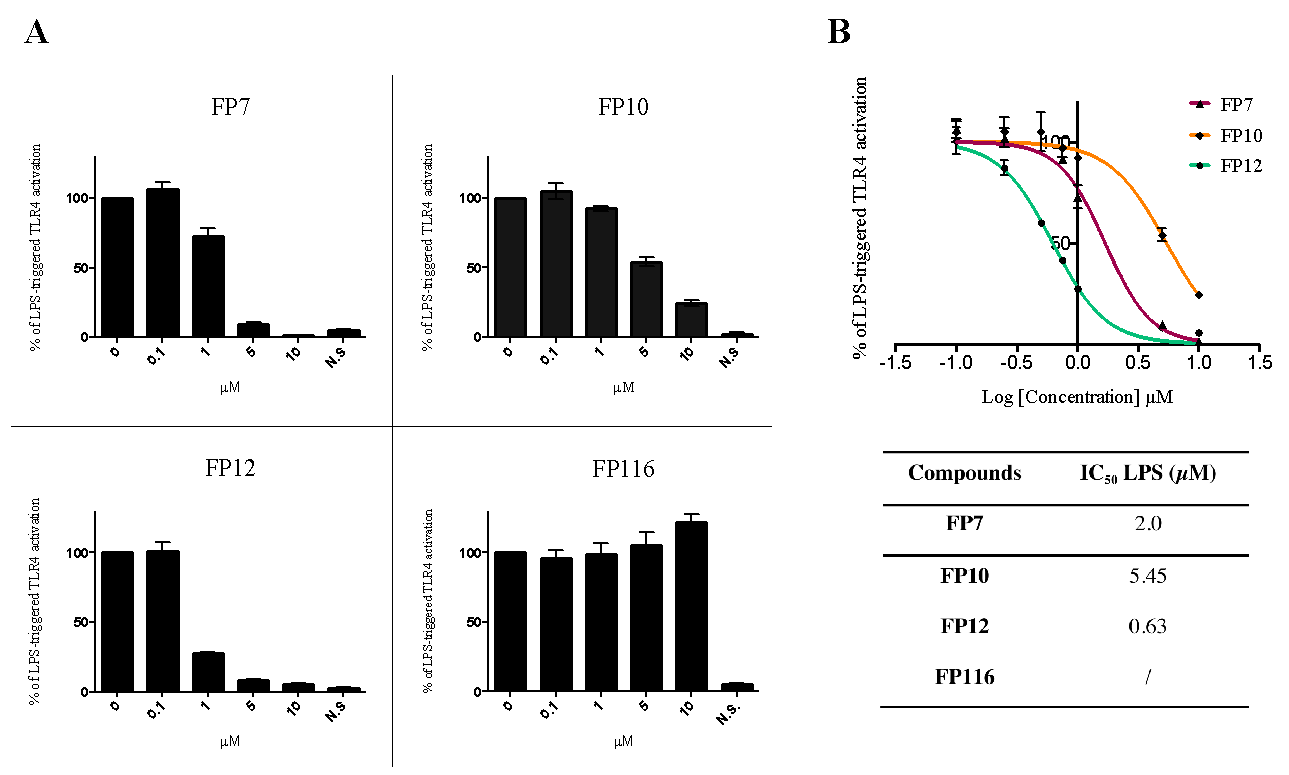 A
FP7
% of LPS-triggered TLR4 activation
100
50
0
0 0.1 1 5 10 N.S
µM
FP10
% of LPS-triggered TLR4 activation
100
50
0
0 0.1 1 5 10 N.S
µM
FP12
% of LPS-triggered TLR4 activation
100
50
0
0 0.1 1 5 10 N.S
µM
FP116
% of LPS-triggered TLR4 activation
100
50
0
0 0.1 1 5 10 N.S.
µM
B
% of LPS-triggered TLR4 activation
100
50
-1.5 -1.0 -0.5 0.0 0.5 1.0 1.5
Log [Concentration] µM
FP7
FP10
FP12
Compounds IC50 LPS (µM)
FP7 2.0
FP10 5.45
FP12 0.63
FP116 /